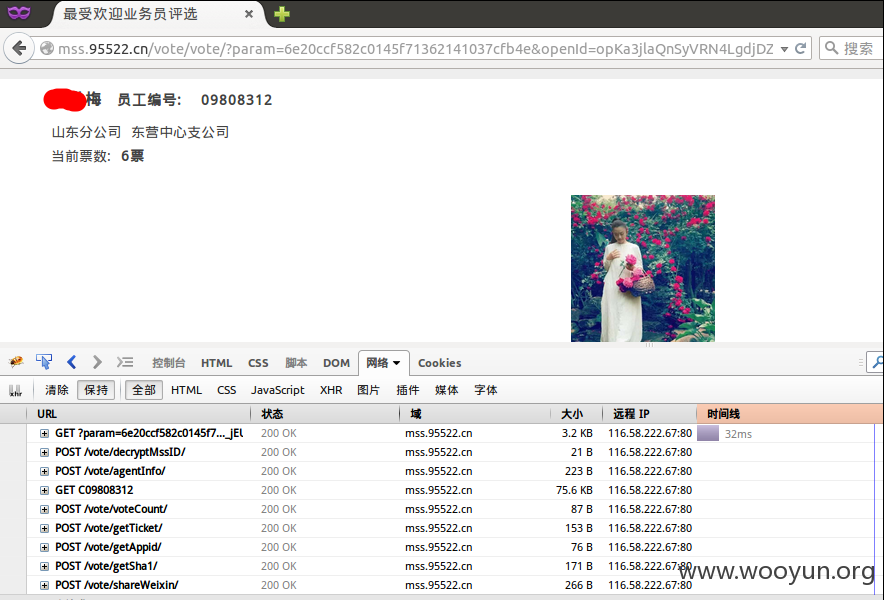 最受欢迎业务员评选
mss.95522.cn/vote/vote/?param=6e20ccf582c0145f71362141037cfb4e&openId=opKa3jlaQnSyVRN4LgdjDZ 搜索
梅 员工编号: 09808312
山东分公司 东营中心支公司
当前票数: 6票
控制台 HTML CSS 脚本 DOM 网络 Cookies
xhr 清除 保持 全部 HTML CSS JavaScript XHR 图片 插件 媒体 字体
URL 状态 域 大小 远程 IP 时间线
GET ?param=6e20ccf582c0145f7..._jEU 200 OK mss.95522.cn 3.2 KB 116.58.222.67:80 32ms
POST /vote/decryptMssID/ 200 OK mss.95522.cn 21 B 116.58.222.67:80
POST /vote/agentInfo/ 200 OK mss.95522.cn 223 B 116.58.222.67:80
GET C09808312 200 OK mss.95522.cn 75.6 KB 116.58.222.67:80
POST /vote/voteCount/ 200 OK mss.95522.cn 87 B 116.58.222.67:80
POST /vote/getTicket/ 200 OK mss.95522.cn 153 B 116.58.222.67:80
POST /vote/getAppid/ 200 OK mss.95522.cn 76 B 116.58.222.67:80
POST /vote/getSha1/ 200 OK mss.95522.cn 171 B 116.58.222.67:80
POST /vote/shareWeixin/ 200 OK mss.95522.cn 266 B 116.58.222.67:80
www.wooyun.org